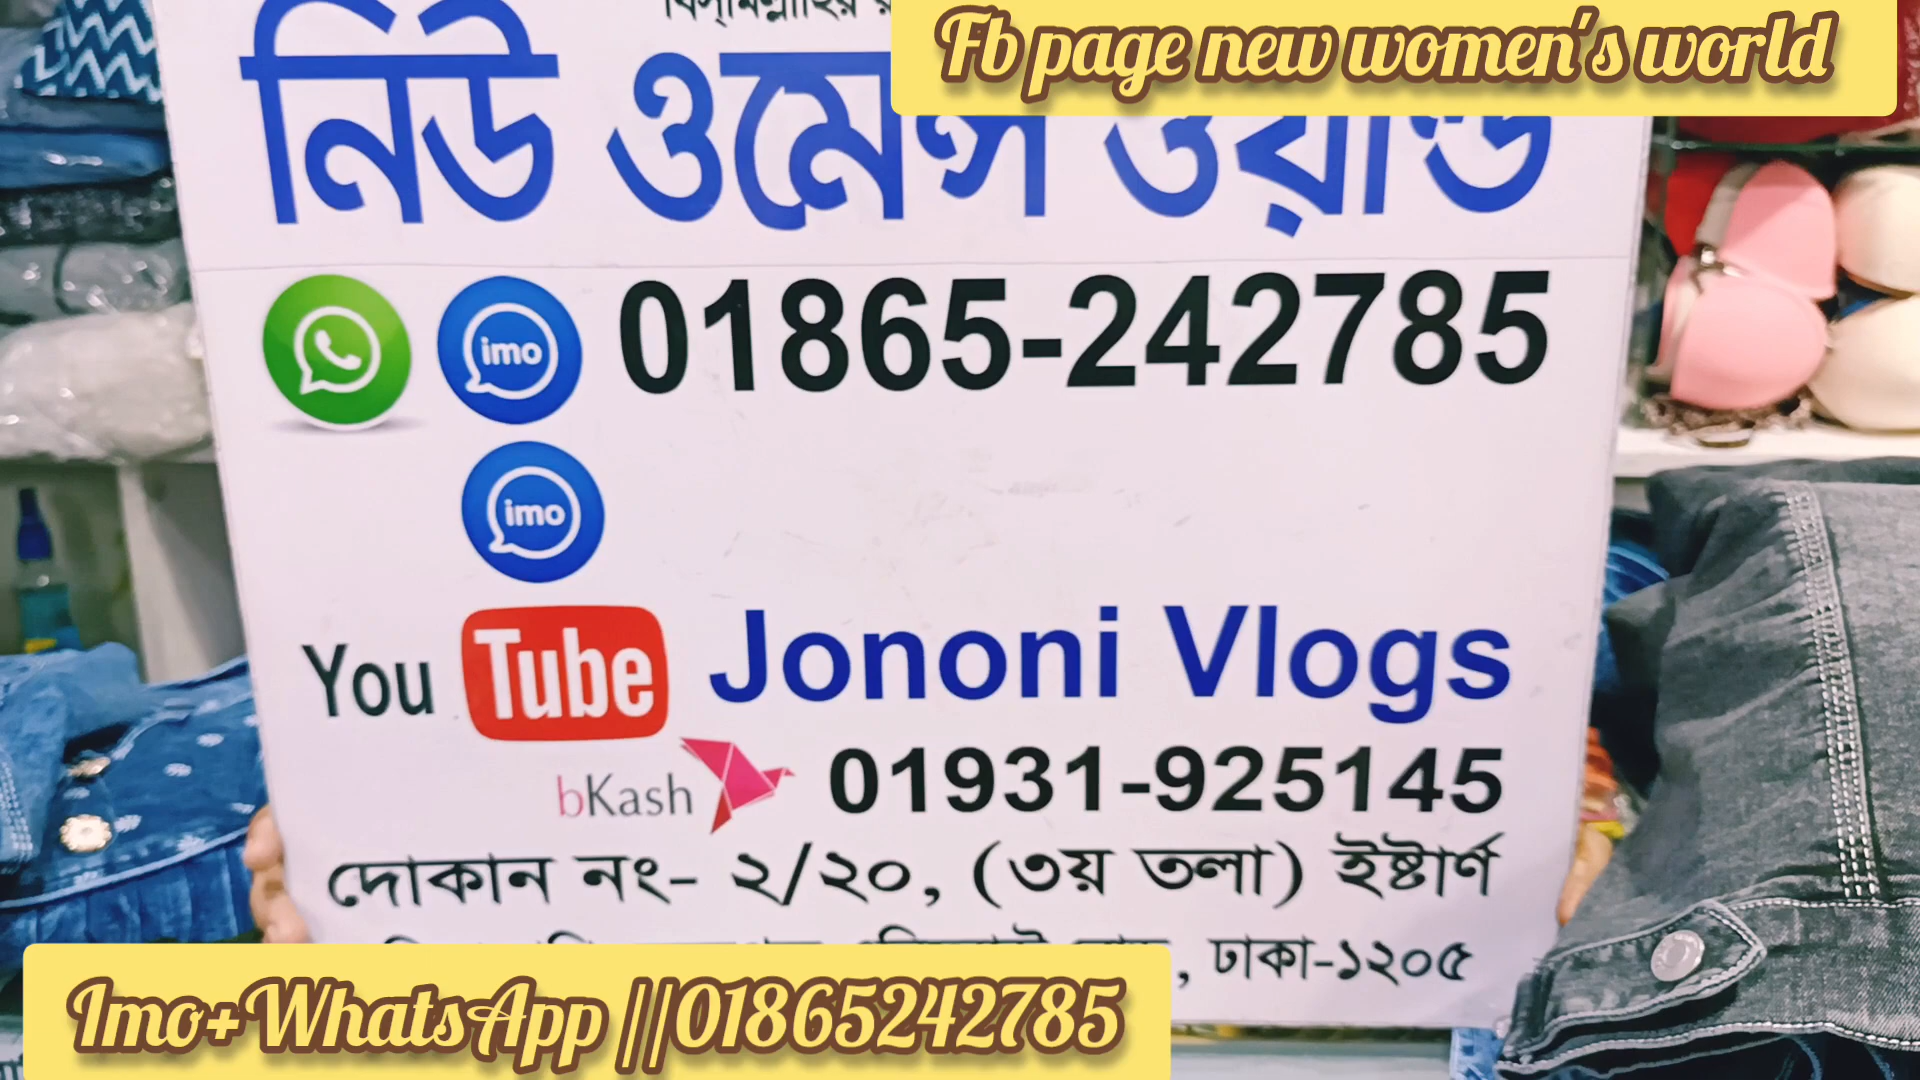 Fb page new women's world
নিউ ওমেন্স ওয়ার্ল্ড
imo 01865-242785
imo
You Tube Jononi Vlogs
bKash 01931-925145
দোকান নং- ২/২০, (৩য় তলা) ইষ্টার্ণ
, ঢাকা-১২০৫
Imo+WhatsApp ||01865242785